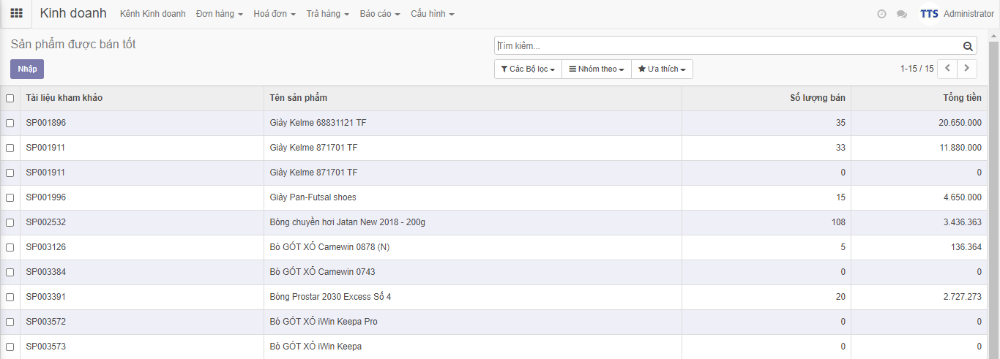 Kinh doanh Kênh Kinh doanh Đơn hàng Hoá đơn Trả hàng Báo cáo Cấu hình TTS Administrator
Sản phẩm được bán tốt
Tìm kiếm...
Nhập
Các Bộ lọc Nhóm theo Ưa thích 1-15 / 15
Tài liệu kham khảo Tên sản phẩm Số lượng bán Tổng tiền
SP001896 Giày Kelme 68831121 TF 35 20.650.000
SP001911 Giày Kelme 871701 TF 33 11.880.000
SP001911 Giày Kelme 871701 TF 0 0
SP001996 Giày Pan-Futsal shoes 15 4.650.000
SP002532 Bóng chuyền hơi Jatan New 2018 - 200g 108 3.436.363
SP003126 Bó GÓT XỎ Camewin 0878 (N) 5 136.364
SP003384 Bó GÓT XỎ Camewin 0743 0 0
SP003391 Bóng Prostar 2030 Excess Số 4 20 2.727.273
SP003572 Bó GÓT XỎ iWin Keepa Pro 0 0
SP003573 Bó GÓT XỎ iWin Keepa 0 0